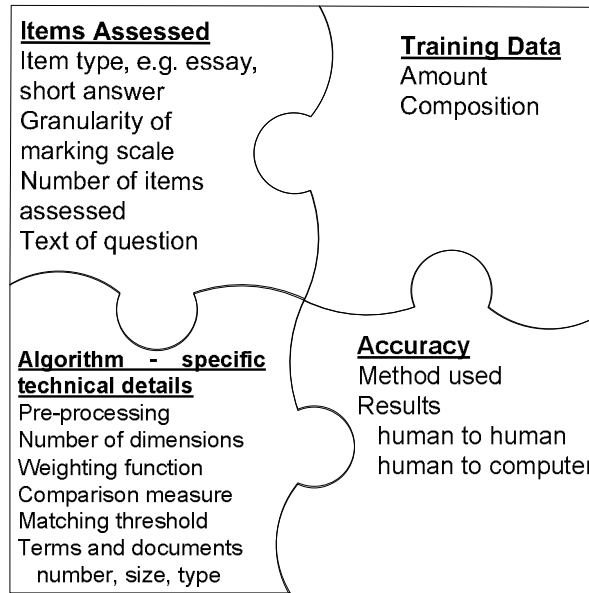 Items Assessed
Item type, e.g. essay,
short answer
Granularity of
marking scale
Number of items
assessed
Text of question
Training Data
Amount
Composition
Algorithm - specific
technical details
Pre-processing
Number of dimensions
Weighting function
Comparison measure
Matching threshold
Terms and documents
number, size, type
Accuracy
Method used
Results
human to human
human to computer